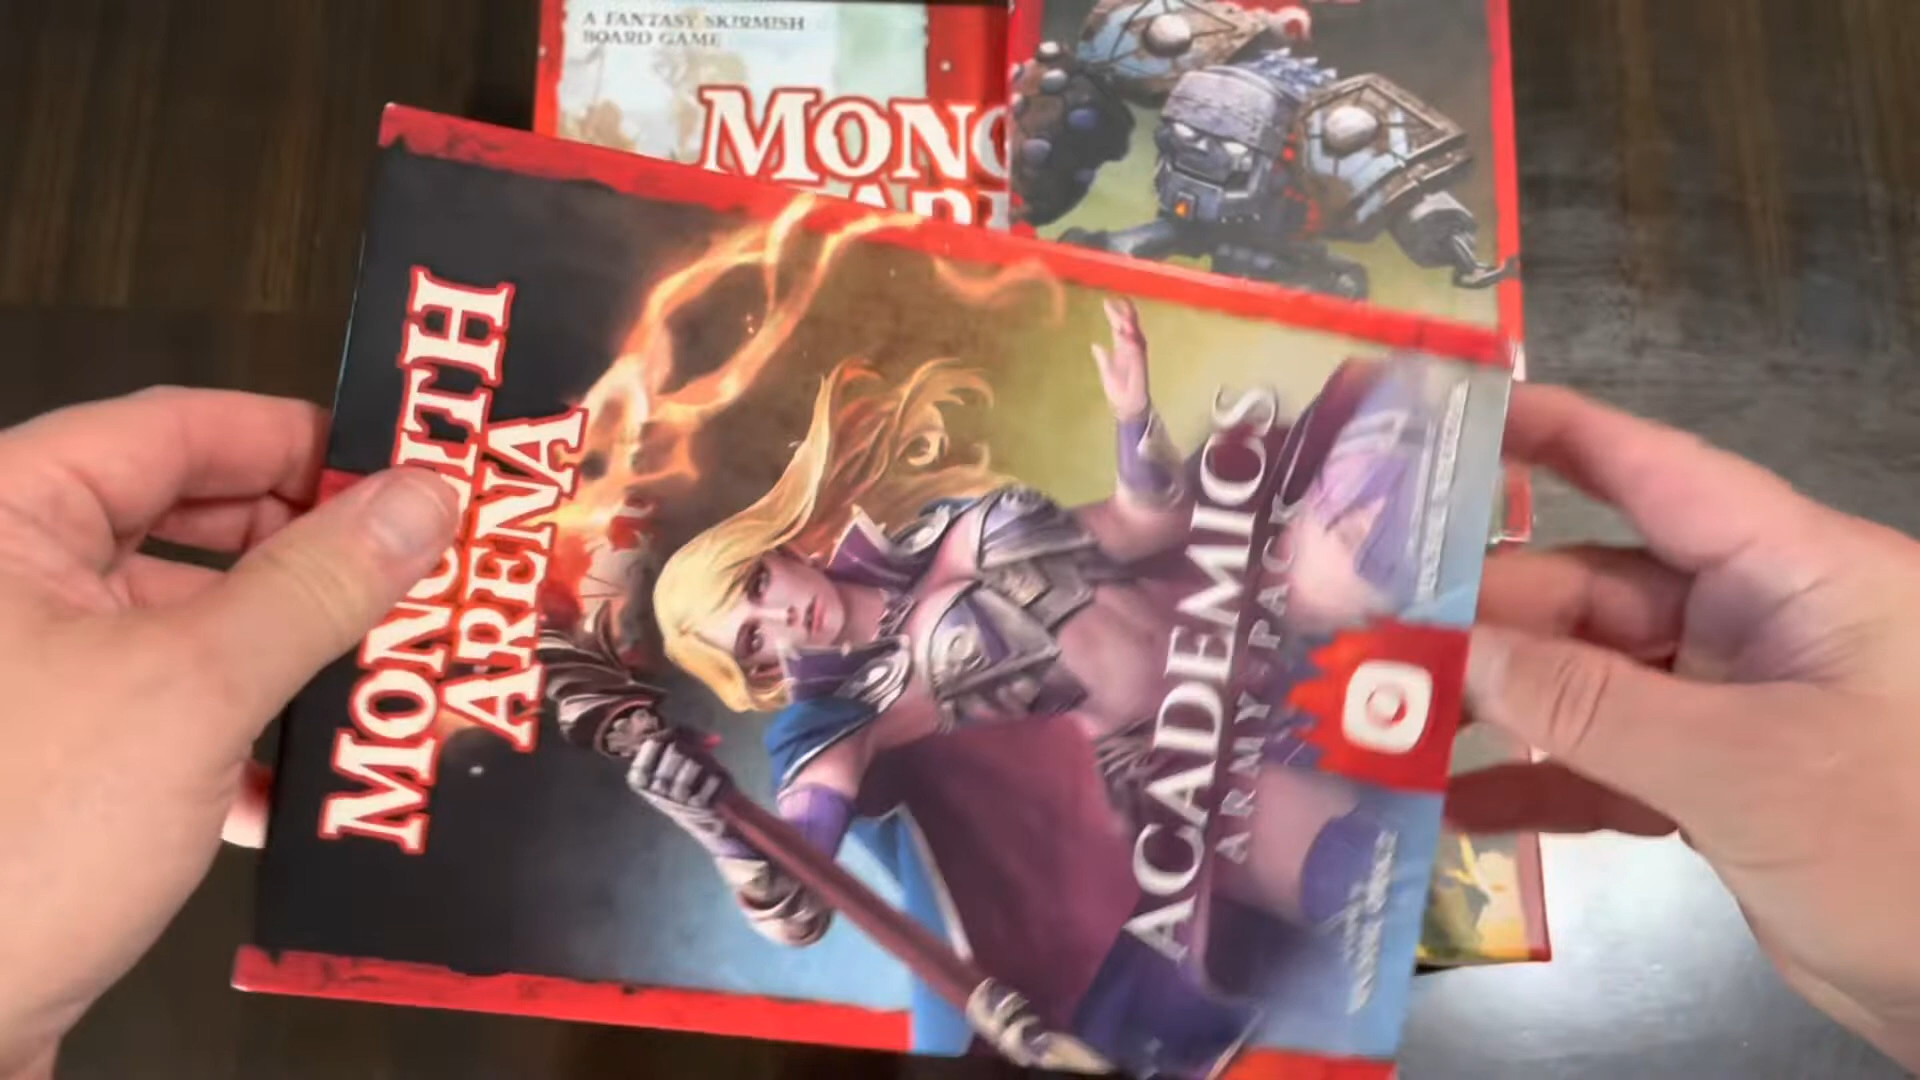 A FANTASY SKIRMISH
BOARD GAME
MONO
MONOLITH
ARENA
ACADEMICS
ARMY PACK